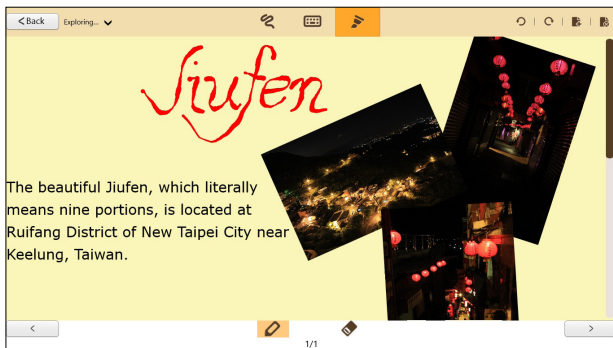 Back
Exploring...
Jiufen
The beautiful Jiufen, which literally
means nine portions, is located at
Ruifang District of New Taipei City near
Keelung, Taiwan.
1/1